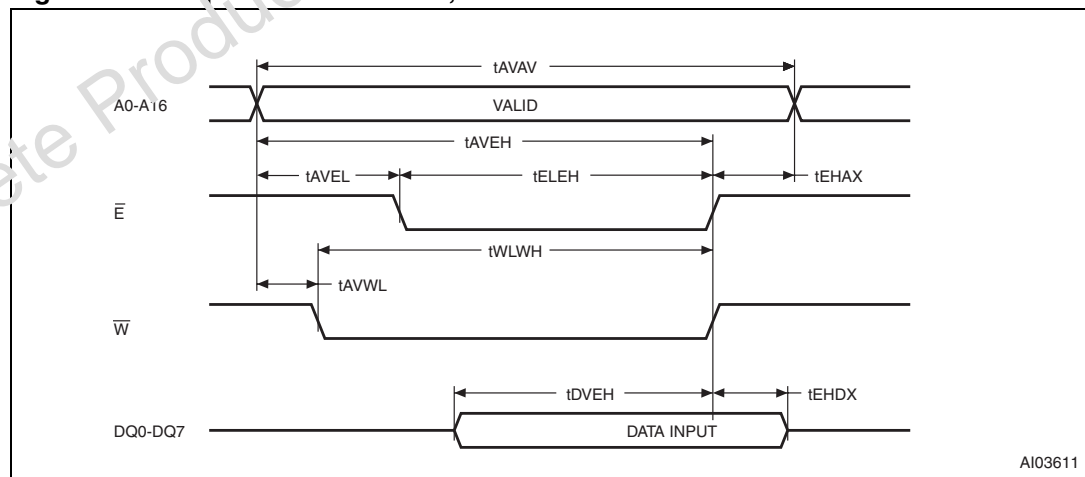 tAVAV
A0-A16 VALID
tAVEH
tAVEL tELEH tEHAX
E
tWLWH
tAVWL
W
tDVEH tEHDX
DQ0-DQ7 DATA INPUT
AI03611